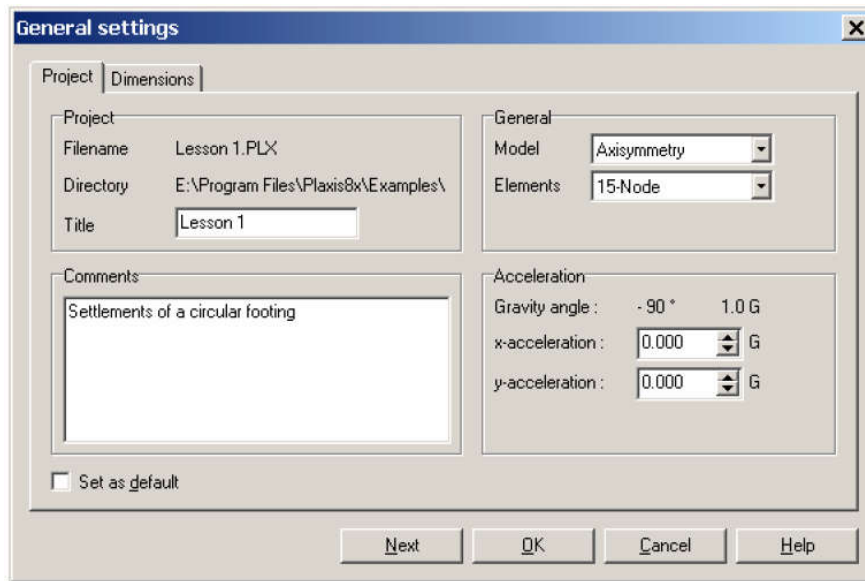 General settings
Project Dimensions
Project
Filename Lesson 1.PLX
Directory E:\Program Files\Plaxis8x\Examples\
Title Lesson 1
General
Model Axisymmetry
Elements 15-Node
Comments
Settlements of a circular footing
Acceleration
Gravity angle : - 90 ° 1.0 G
x-acceleration : 0.000 G
y-acceleration : 0.000 G
Set as default
Next OK Cancel Help